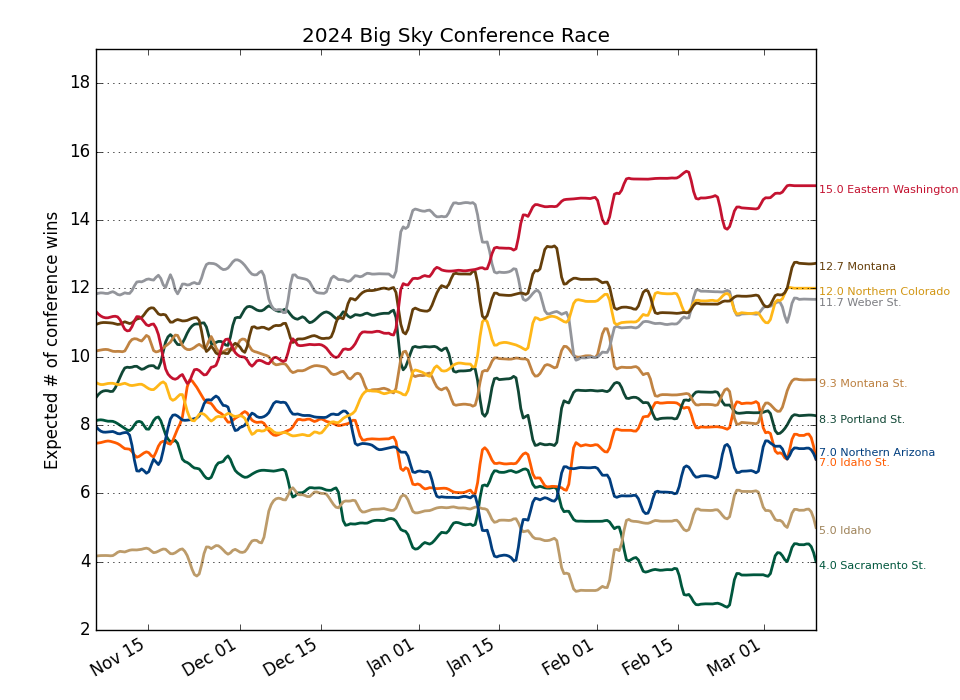 2024 Big Sky Conference Race
Expected # of conference wins
18
16
14
12
10
8
6
4
2
Nov 15
Dec 01
Dec 15
Jan 01
Jan 15
Feb 01
Feb 15
Mar 01
15.0 Eastern Washington
12.7 Montana
12.0 Northern Colorado
11.7 Weber St.
9.3 Montana St.
8.3 Portland St.
7.0 Northern Arizona
7.0 Idaho St.
5.0 Idaho
4.0 Sacramento St.